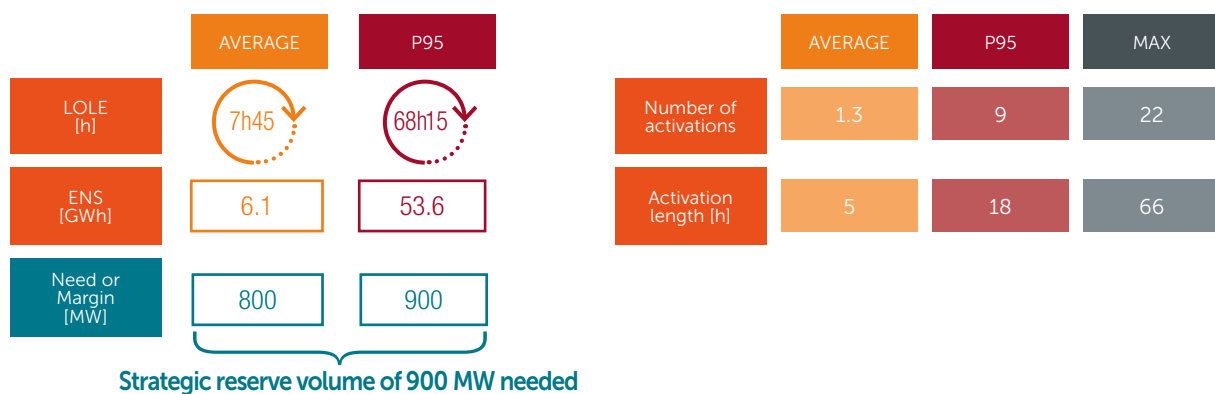 AVERAGE
P95
LOLE
[h]
7h45
68h15
ENS
[GWh]
6.1
53.6
Need or
Margin
[MW]
800
900
Strategic reserve volume of 900 MW needed
AVERAGE
P95
MAX
Number of
activations
1.3
9
22
Activation
length [h]
5
18
66